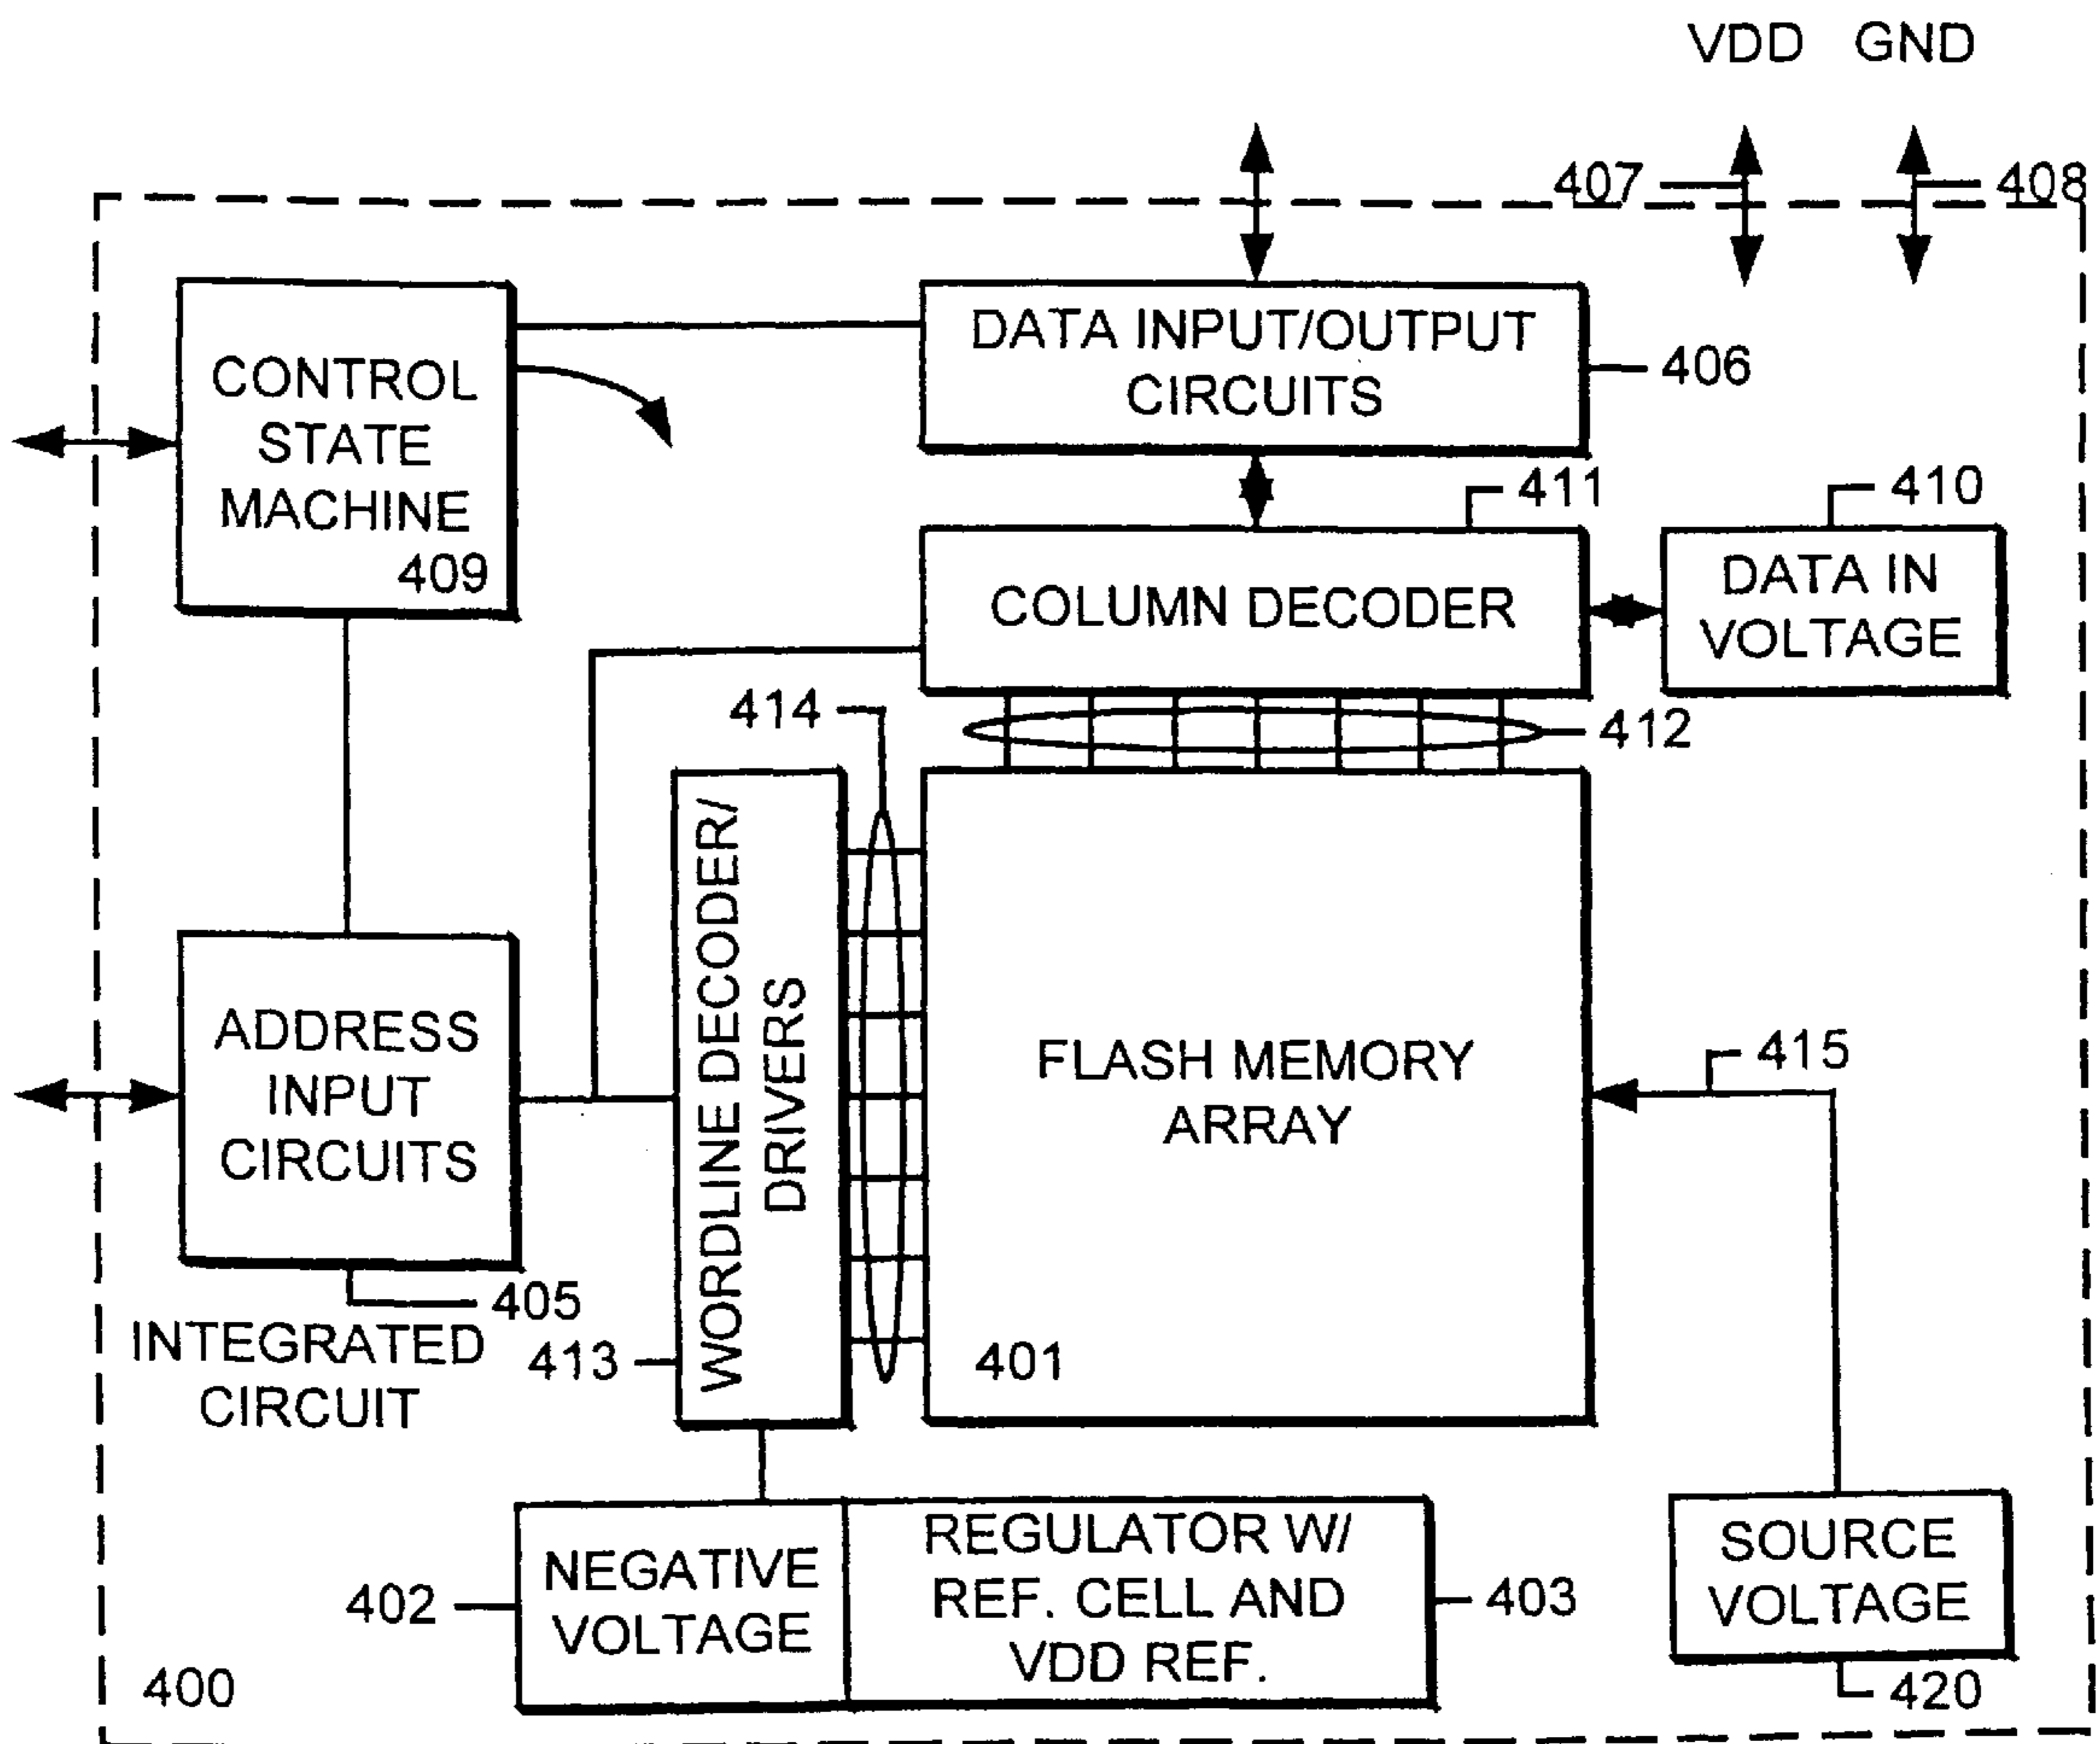 VDD GND
407
408
CONTROL
STATE
MACHINE
409
DATA INPUT/OUTPUT
CIRCUITS
406
411
410
COLUMN DECODER
DATA IN
VOLTAGE
414
412
WORDLINE DECODER/
DRIVERS
FLASH MEMORY
ARRAY
401
415
ADDRESS
INPUT
CIRCUITS
405
INTEGRATED
CIRCUIT
413
NEGATIVE
VOLTAGE
402
REGULATOR W/
REF. CELL AND
VDD REF.
403
SOURCE
VOLTAGE
420
400